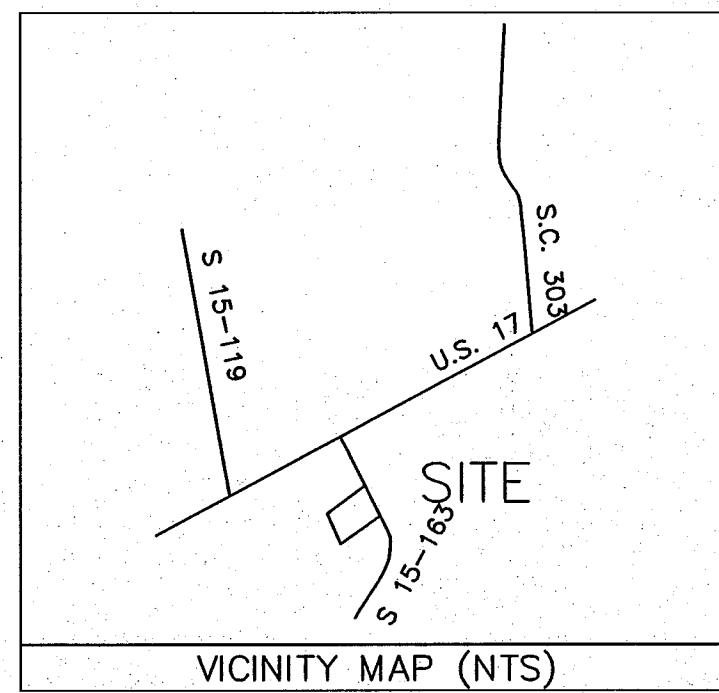 S.C. 303
S 15-119
U.S. 17
SITE
S 15-163
VICINITY MAP (NTS)